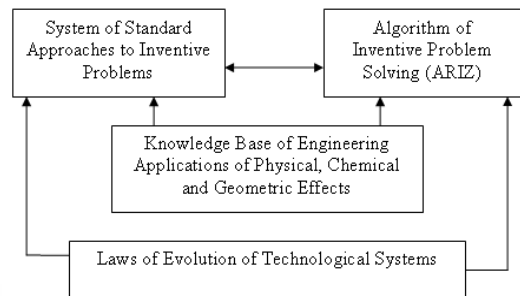 System of Standard
Approaches to Inventive
Problems
Algorithm of
Inventive Problem
Solving (ARIZ)
Knowledge Base of Engineering
Applications of Physical, Chemical
and Geometric Effects
Laws of Evolution of Technological Systems